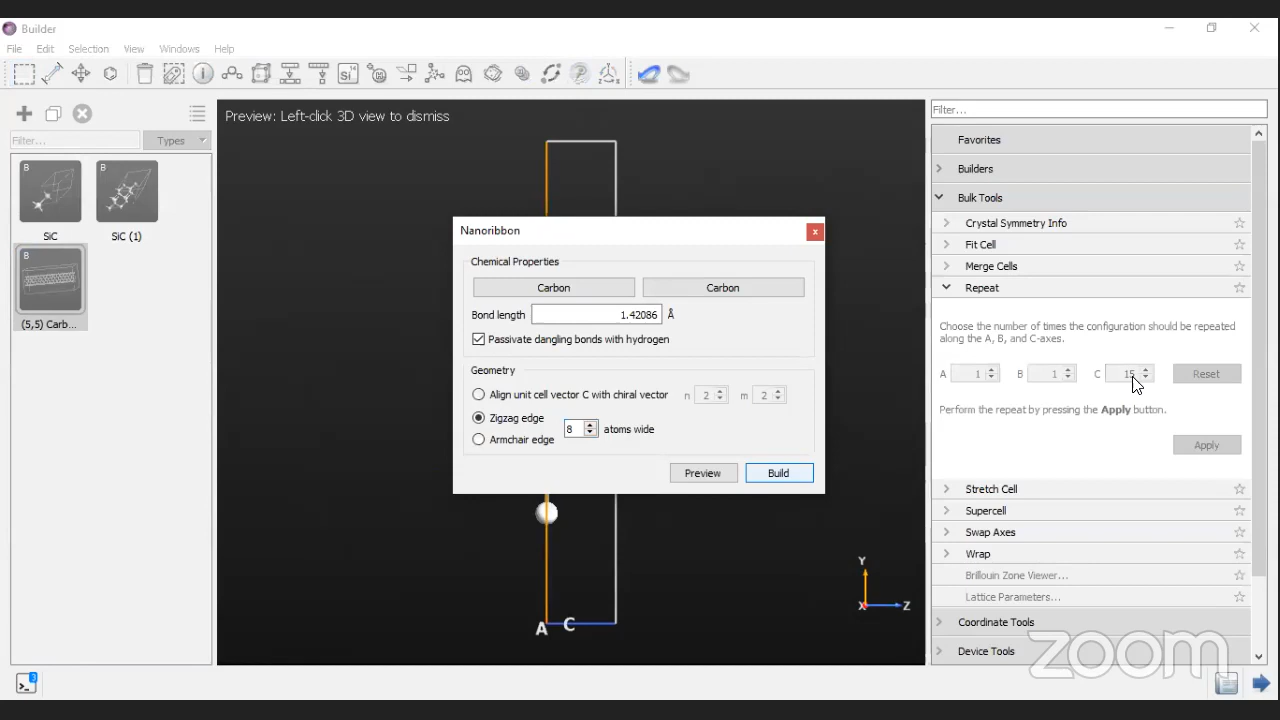 Builder
File Edit Selection View Windows Help
Si 14
Filter...
Types
B
B
SiC
SiC (1)
B
(5,5) Carb...
3
Preview: Left-click 3D view to dismiss
A C
Y
X Z
Nanoribbon
Chemical Properties
Carbon Carbon
Bond length 1.42086 Å
Passivate dangling bonds with hydrogen
Geometry
Align unit cell vector C with chiral vector n 2 m 2
Zigzag edge
8 atoms wide
Armchair edge
Preview Build
Filter...
Favorites
Builders
Bulk Tools
Crystal Symmetry Info
Fit Cell
Merge Cells
Repeat
Choose the number of times the configuration should be repeated
along the A, B, and C-axes.
A 1 B 1 C 15 Reset
Perform the repeat by pressing the Apply button.
Apply
Stretch Cell
Supercell
Swap Axes
Wrap
Brillouin Zone Viewer...
Lattice Parameters...
Coordinate Tools
Device Tools
zoom